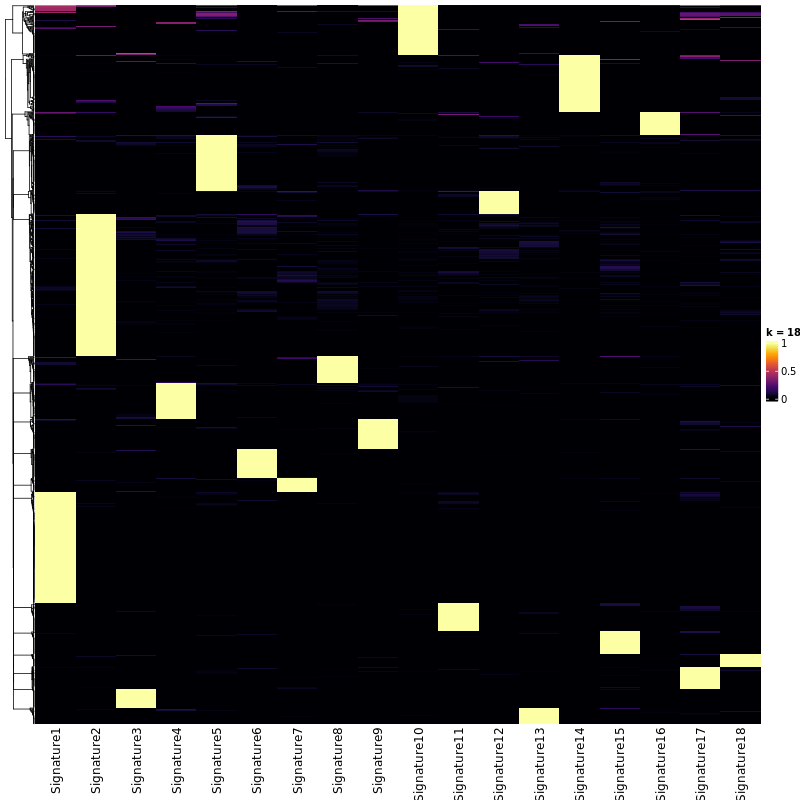 k = 18
1
0.5
0
Signature1
Signature2
Signature3
Signature4
Signature5
Signature6
Signature7
Signature8
Signature9
Signature10
Signature11
Signature12
Signature13
Signature14
Signature15
Signature16
Signature17
Signature18